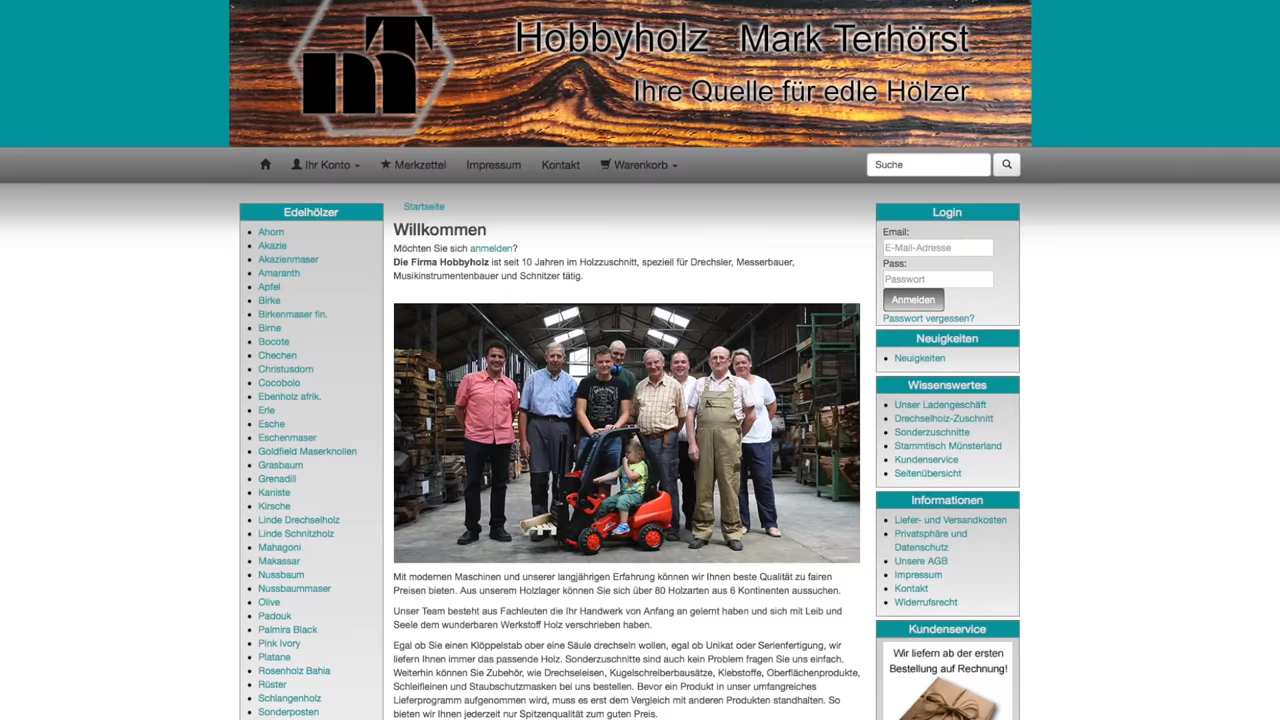 Hobbyholz Mark Terhörst
Ihre Quelle für edle Hölzer
mT
Ihr Konto
Merkzettel
Impressum
Kontakt
Warenkorb
Suche
Edelhölzer
Ahorn
Akazie
Akazienmaser
Amaranth
Apfel
Birke
Birkenmaser fin.
Birne
Bocote
Chechen
Christusdorn
Cocobolo
Ebenholz afrik.
Erle
Esche
Eschenmaser
Goldfield Maserknollen
Grasbaum
Grenadill
Kaniste
Kirsche
Linde Drechselholz
Linde Schnitzholz
Mahagoni
Makassar
Nussbaum
Nussbaummaser
Olive
Padouk
Palmira Black
Pink Ivory
Platane
Rosenholz Bahia
Rüster
Schlangenholz
Sonderposten
Startseite
Willkommen
Möchten Sie sich anmelden?
Die Firma Hobbyholz ist seit 10 Jahren im Holzzuschnitt, speziell für Drechsler, Messerbauer,
Musikinstrumentenbauer und Schnitzer tätig.
Mit modernen Maschinen und unserer langjährigen Erfahrung können wir Ihnen beste Qualität zu fairen
Preisen bieten. Aus unserem Holzlager können Sie sich über 80 Holzarten aus 6 Kontinenten aussuchen.
Unser Team besteht aus Fachleuten die Ihr Handwerk von Anfang an gelernt haben und sich mit Leib und
Seele dem wunderbaren Werkstoff Holz verschrieben haben.
Egal ob Sie einen Klöppelstab ober eine Säule drechseln wollen, egal ob Unikat oder Serienfertigung, wir
liefern Ihnen immer das passende Holz. Sonderzuschnitte sind auch kein Problem fragen Sie uns einfach.
Weiterhin können Sie Zubehör, wie Drechseleisen, Kugelschreiberbausätze, Klebstoffe, Oberflächenprodukte,
Schleifleinen und Staubschutzmasken bei uns bestellen. Bevor ein Produkt in unser umfangreiches
Lieferprogramm aufgenommen wird, muss es erst dem Vergleich mit anderen Produkten standhalten. So
bieten wir Ihnen jederzeit nur Spitzenqualität zum guten Preis.
Login
Email:
E-Mail-Adresse
Pass:
Passwort
Anmelden
Passwort vergessen?
Neuigkeiten
Neuigkeiten
Wissenswertes
Unser Ladengeschäft
Drechselholz-Zuschnitt
Sonderzuschnitte
Stammtisch Münsterland
Kundenservice
Seitenübersicht
Informationen
Liefer- und Versandkosten
Privatsphäre und
Datenschutz
Unsere AGB
Impressum
Kontakt
Widerrufsrecht
Kundenservice
Wir liefern ab der ersten
Bestellung auf Rechnung!